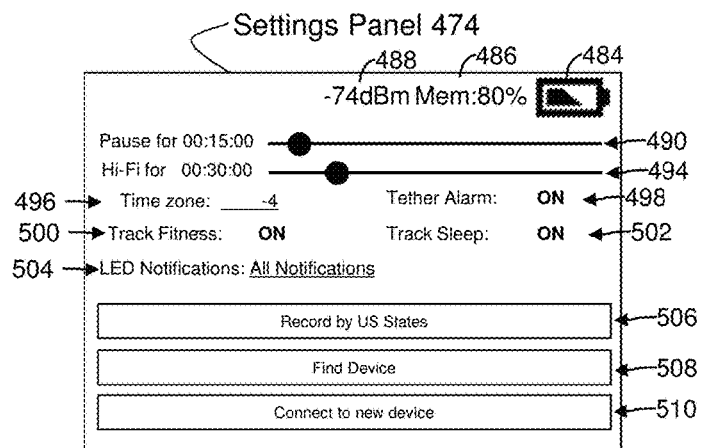 Settings Panel 474
488 486 484
-74dBm Mem:80%
Pause for 00:15:00 490
Hi-Fi for 00:30:00 494
496 Time zone: -4 Tether Alarm: ON 498
500 Track Fitness: ON Track Sleep: ON 502
504 LED Notifications: All Notifications
Record by US States 506
Find Device 508
Connect to new device 510